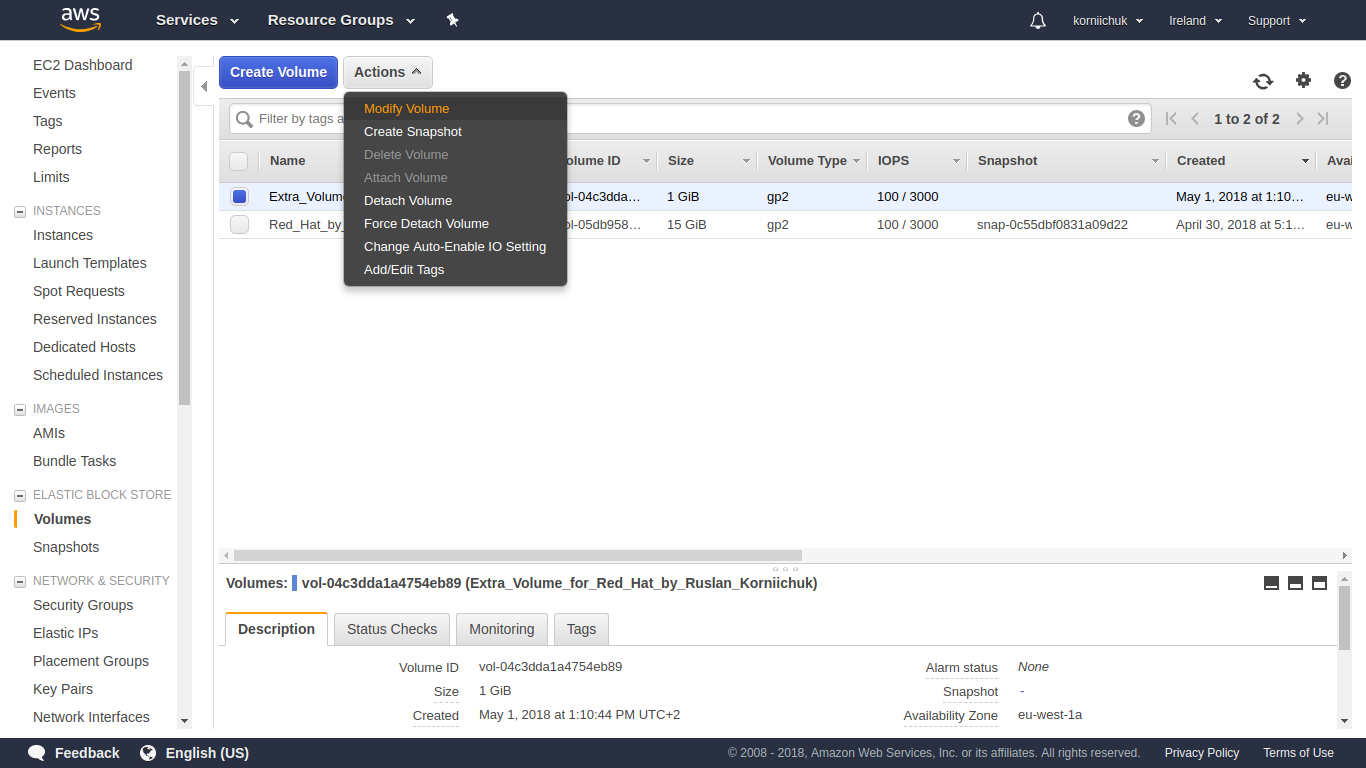 aws Services Resource Groups korniichuk Ireland Support
EC2 Dashboard
Events
Tags
Reports
Limits
INSTANCES
Instances
Launch Templates
Spot Requests
Reserved Instances
Dedicated Hosts
Scheduled Instances
IMAGES
AMIs
Bundle Tasks
ELASTIC BLOCK STORE
Volumes
Snapshots
NETWORK & SECURITY
Security Groups
Elastic IPs
Placement Groups
Key Pairs
Network Interfaces
Create Volume Actions
Modify Volume
Create Snapshot
Delete Volume
Attach Volume
Detach Volume
Force Detach Volume
Change Auto-Enable IO Setting
Add/Edit Tags
Filter by tags a 1 to 2 of 2
Name olume ID Size Volume Type IOPS Snapshot Created Avai
Extra_Volume ol-04c3dda… 1 GiB gp2 100 / 3000 May 1, 2018 at 1:10… eu-w
Red_Hat_by_ ol-05db958… 15 GiB gp2 100 / 3000 snap-0c55dbf0831a09d22 April 30, 2018 at 5:1… eu-w
Volumes: vol-04c3dda1a4754eb89 (Extra_Volume_for_Red_Hat_by_Ruslan_Korniichuk)
Description Status Checks Monitoring Tags
Volume ID vol-04c3dda1a4754eb89 Alarm status None
Size 1 GiB Snapshot -
Created May 1, 2018 at 1:10:44 PM UTC+2 Availability Zone eu-west-1a
Feedback English (US) © 2008 - 2018, Amazon Web Services, Inc. or its affiliates. All rights reserved. Privacy Policy Terms of Use